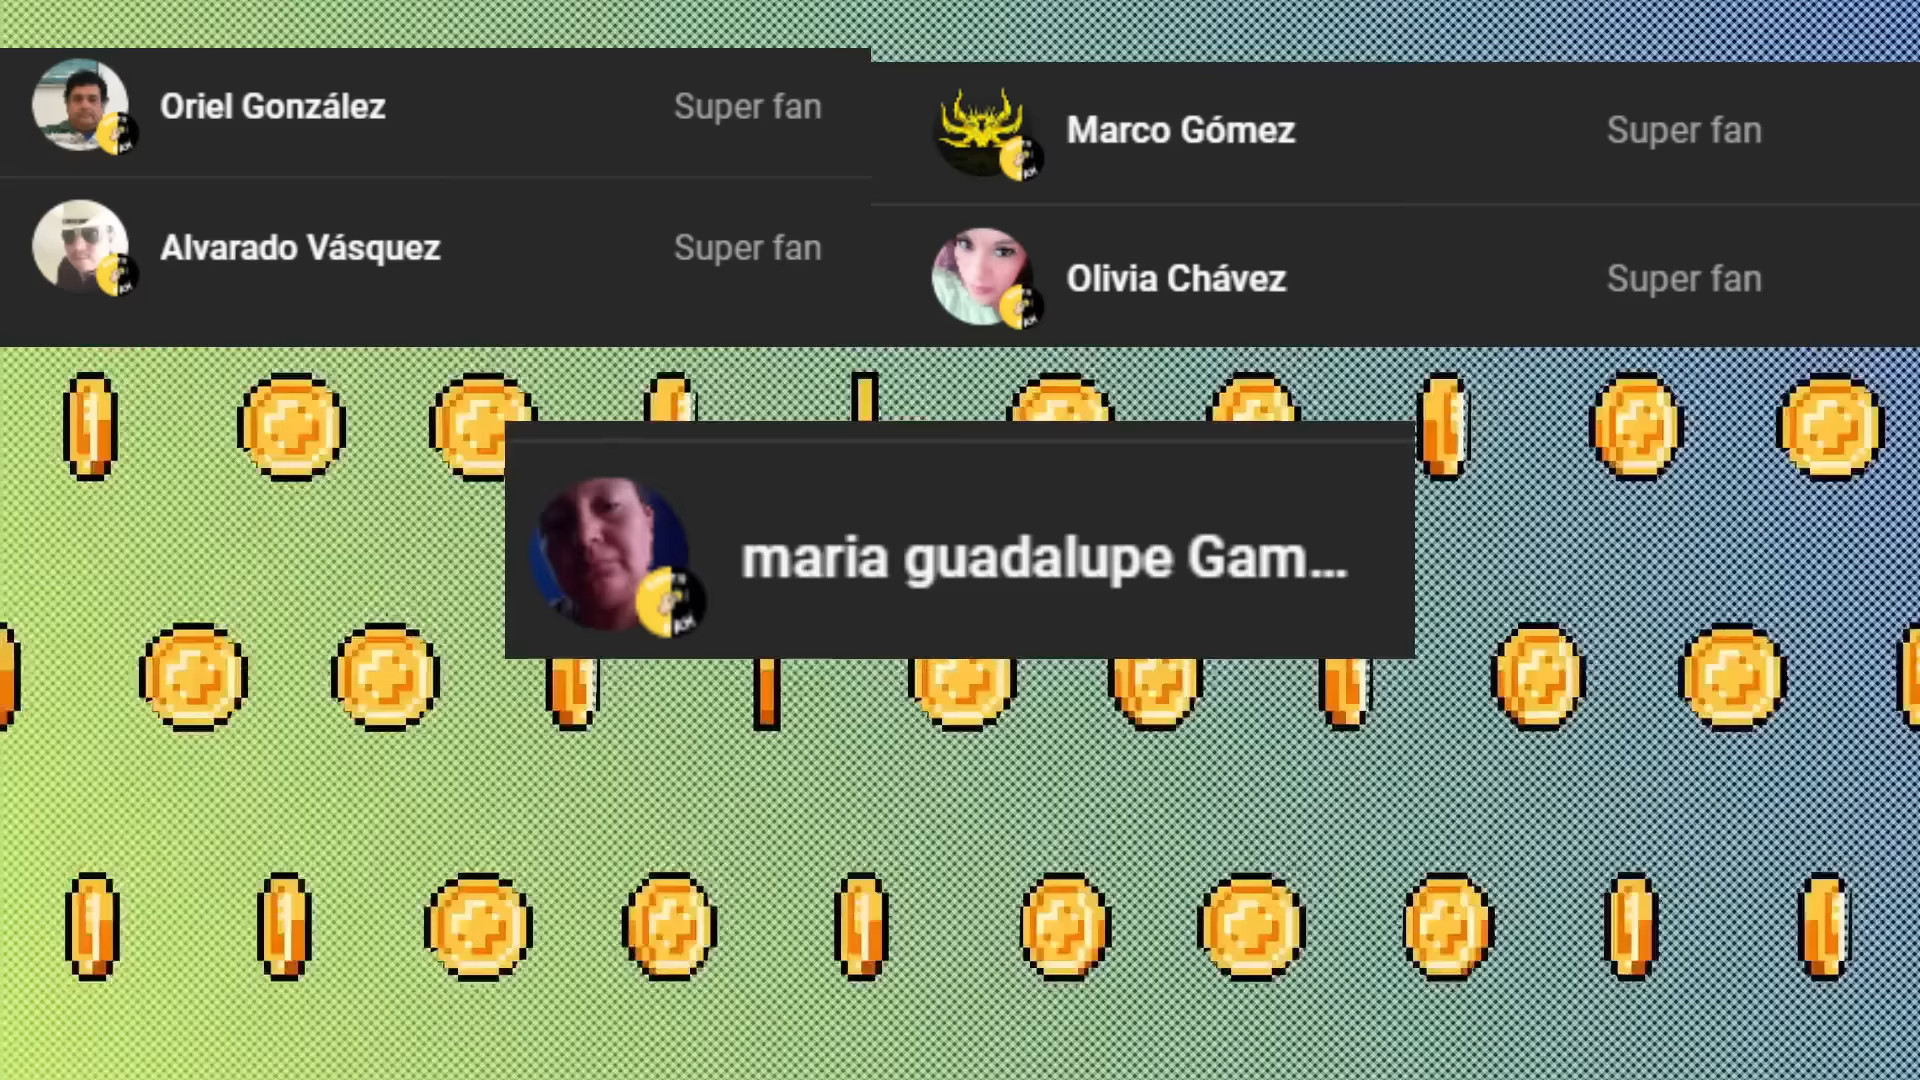 Oriel González Super fan
Alvarado Vásquez Super fan
Marco Gómez Super fan
Olivia Chávez Super fan
maria guadalupe Gam...